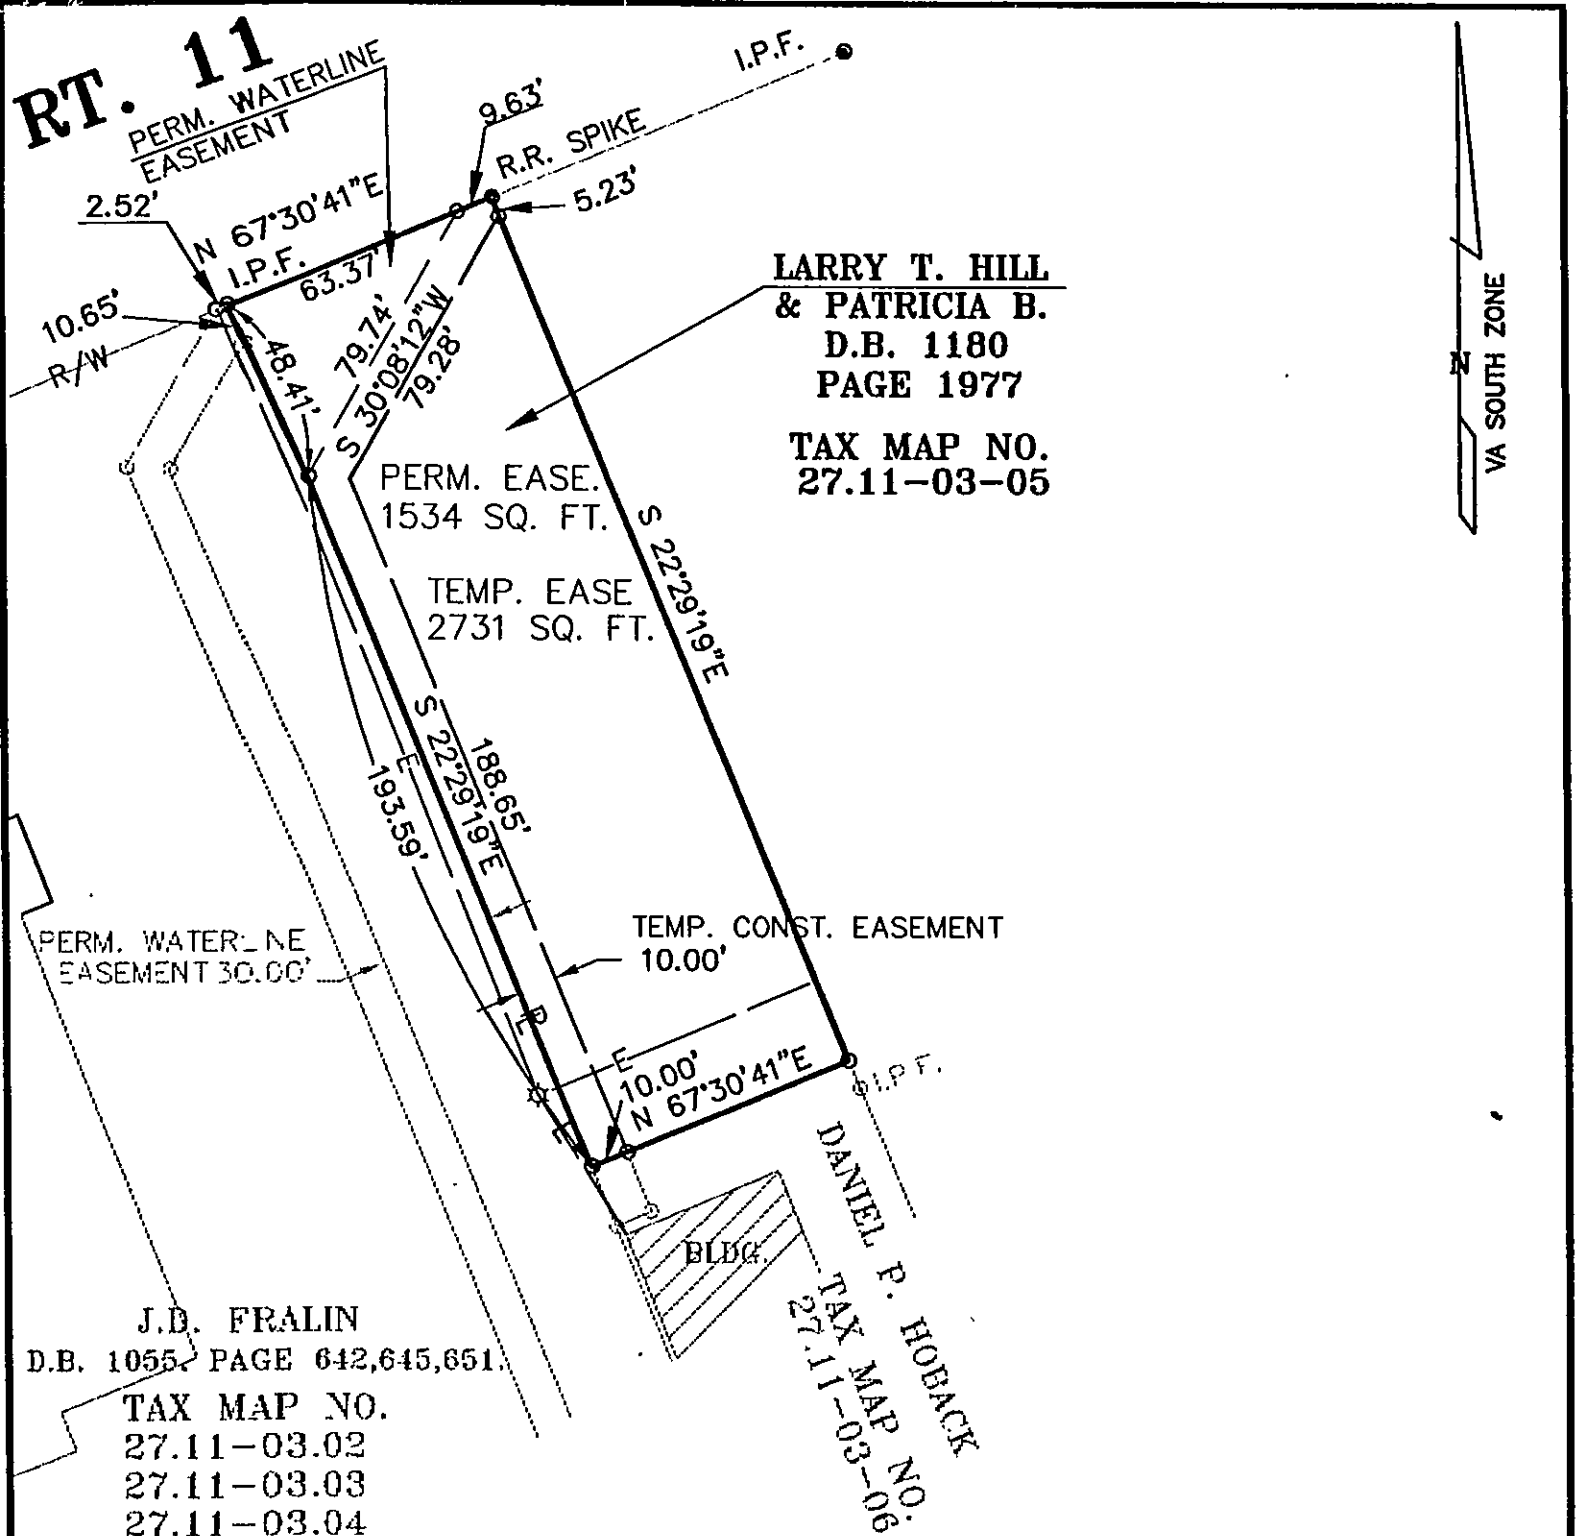 RT. 11
PERM. WATERLINE
EASEMENT
2.52'
N 67°30'41"E
I.P.F.
63.37'
9.63'
R.R. SPIKE
I.P.F.
5.23'
10.65'
R/W
48.41'
79.74'
S 30°08'12"W
79.28'
LARRY T. HILL
& PATRICIA B.
D.B. 1180
PAGE 1977
TAX MAP NO.
27.11-03-05
N
VA SOUTH ZONE
PERM. EASE.
1534 SQ. FT.
TEMP. EASE
2731 SQ. FT.
S 22°29'19"E
S 22°29'19"E
188.65'
193.59'
E
PERM. WATERL NE
EASEMENT 30.00'
TEMP. CONST. EASEMENT
10.00'
E
10.00'
N 67°30'41"E
I.P.F.
E
BLDG.
DANIEL P. HOBACK
TAX MAP NO.
27.11-03-06
J.D. FRALIN
D.B. 1055, PAGE 642,645,651
TAX MAP NO.
27.11-03.02
27.11-03.03
27.11-03.04